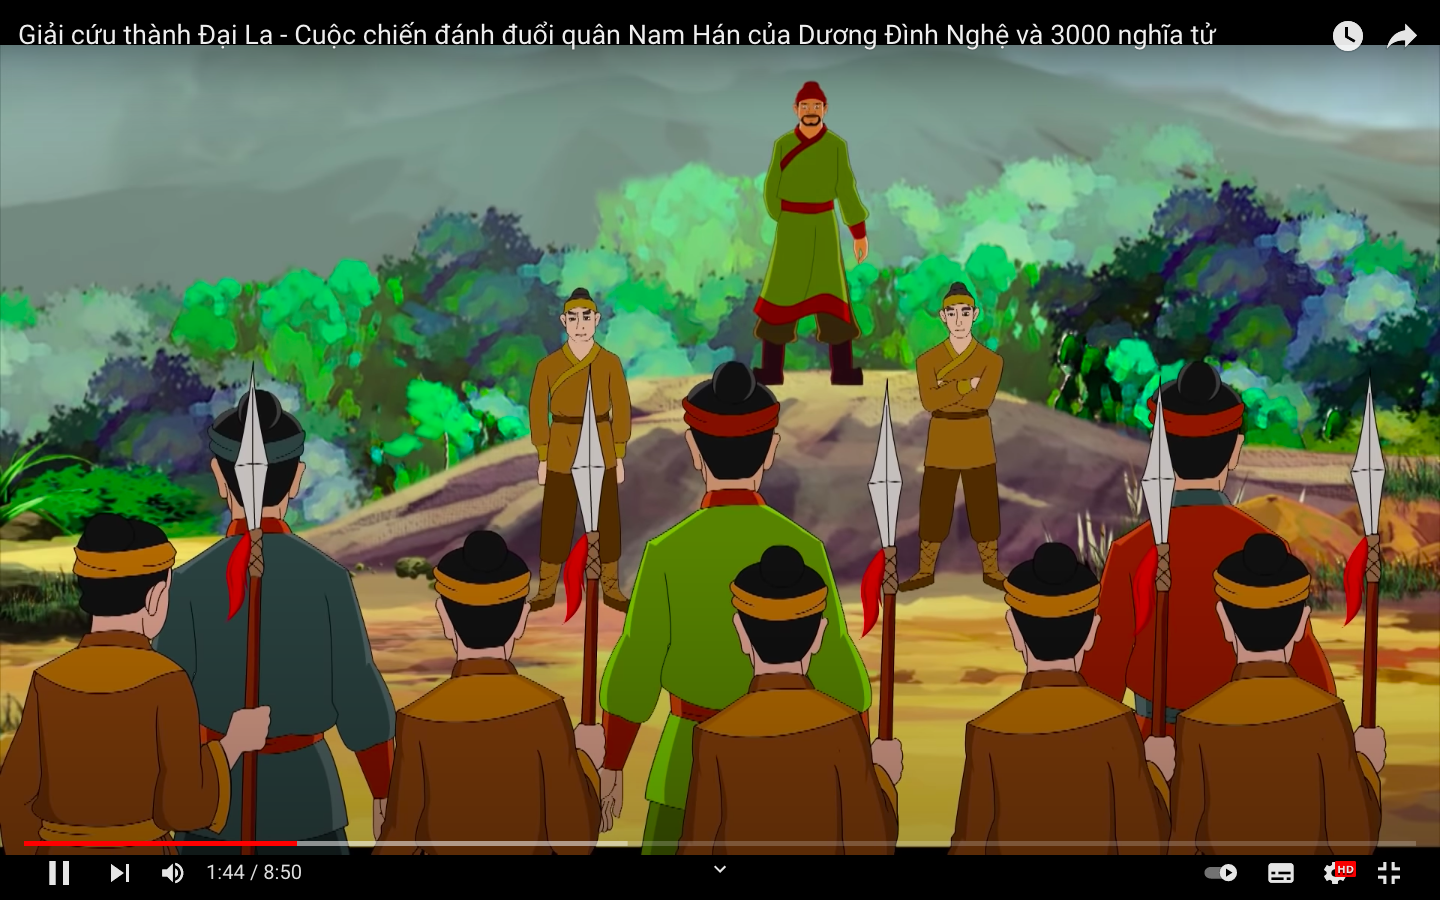 Giải cứu thành Đại La - Cuộc chiến đánh đuổi quân Nam Hán của Dương Đình Nghệ và 3000 nghĩa tử
1:44 / 8:50
HD